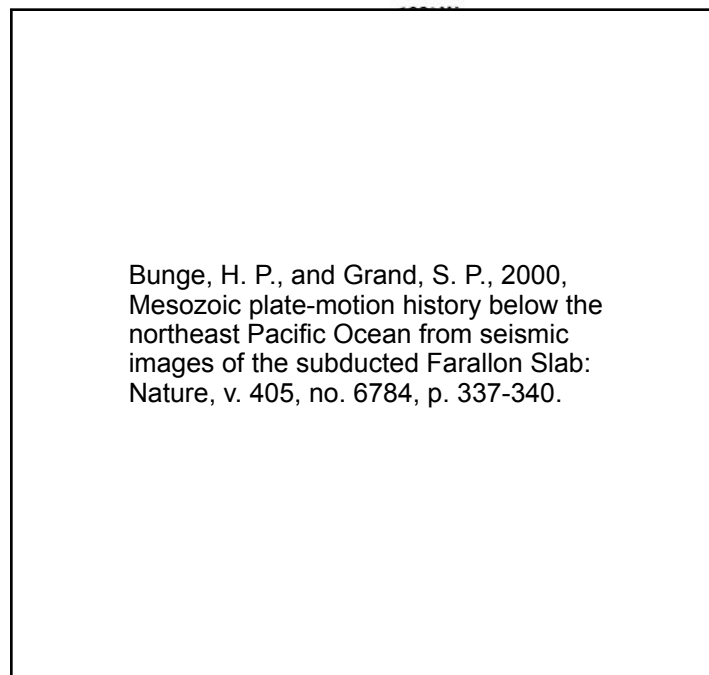 Bunge, H. P., and Grand, S. P., 2000,
Mesozoic plate-motion history below the
northeast Pacific Ocean from seismic
images of the subducted Farallon Slab:
Nature, v. 405, no. 6784, p. 337-340.